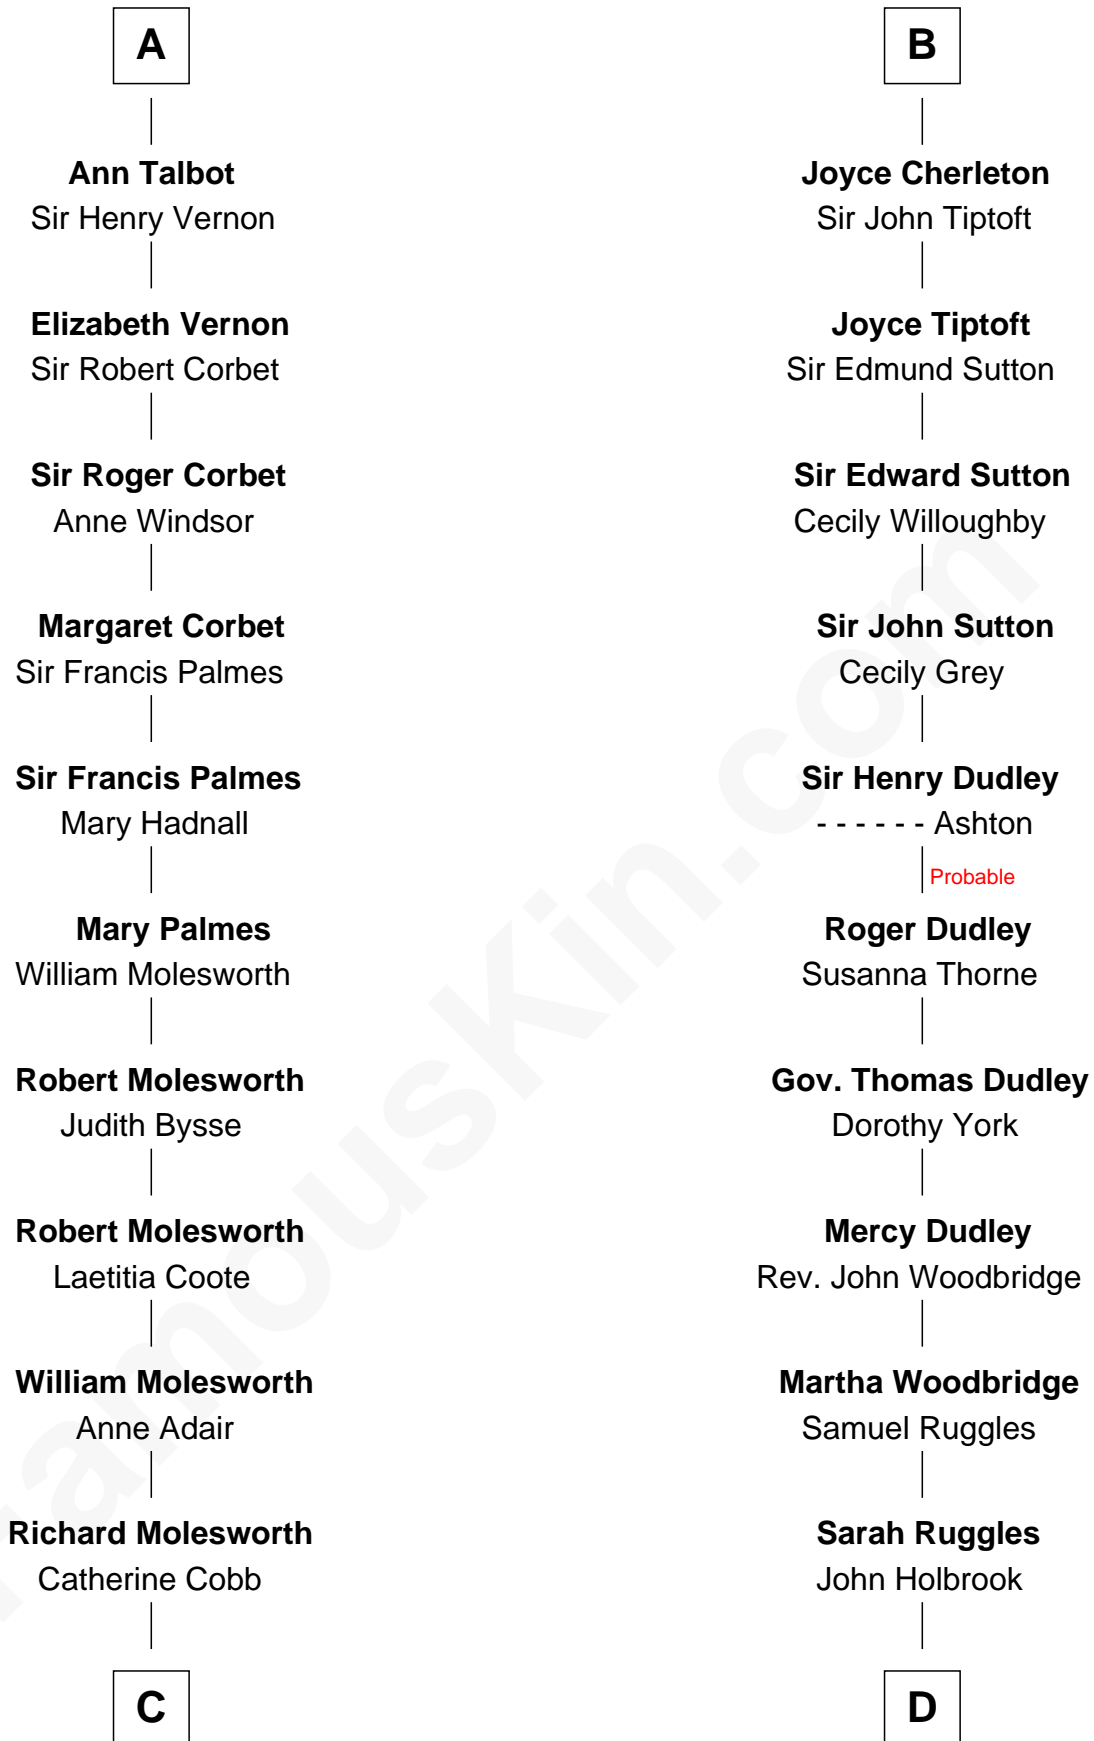 A
Ann Talbot
Sir Henry Vernon
Elizabeth Vernon
Sir Robert Corbet
Sir Roger Corbet
Anne Windsor
Margaret Corbet
Sir Francis Palmes
Sir Francis Palmes
Mary Hadnall
Mary Palmes
William Molesworth
Robert Molesworth
Judith Bysse
Robert Molesworth
Laetitia Coote
William Molesworth
Anne Adair
Richard Molesworth
Catherine Cobb
C
B
Joyce Cherleton
Sir John Tiptoft
Joyce Tiptoft
Sir Edmund Sutton
Sir Edward Sutton
Cecily Willoughby
Sir John Sutton
Cecily Grey
Sir Henry Dudley
- - - - - - Ashton
Probable
Roger Dudley
Susanna Thorne
Gov. Thomas Dudley
Dorothy York
Mercy Dudley
Rev. John Woodbridge
Martha Woodbridge
Samuel Ruggles
Sarah Ruggles
John Holbrook
D
FamousKin.com